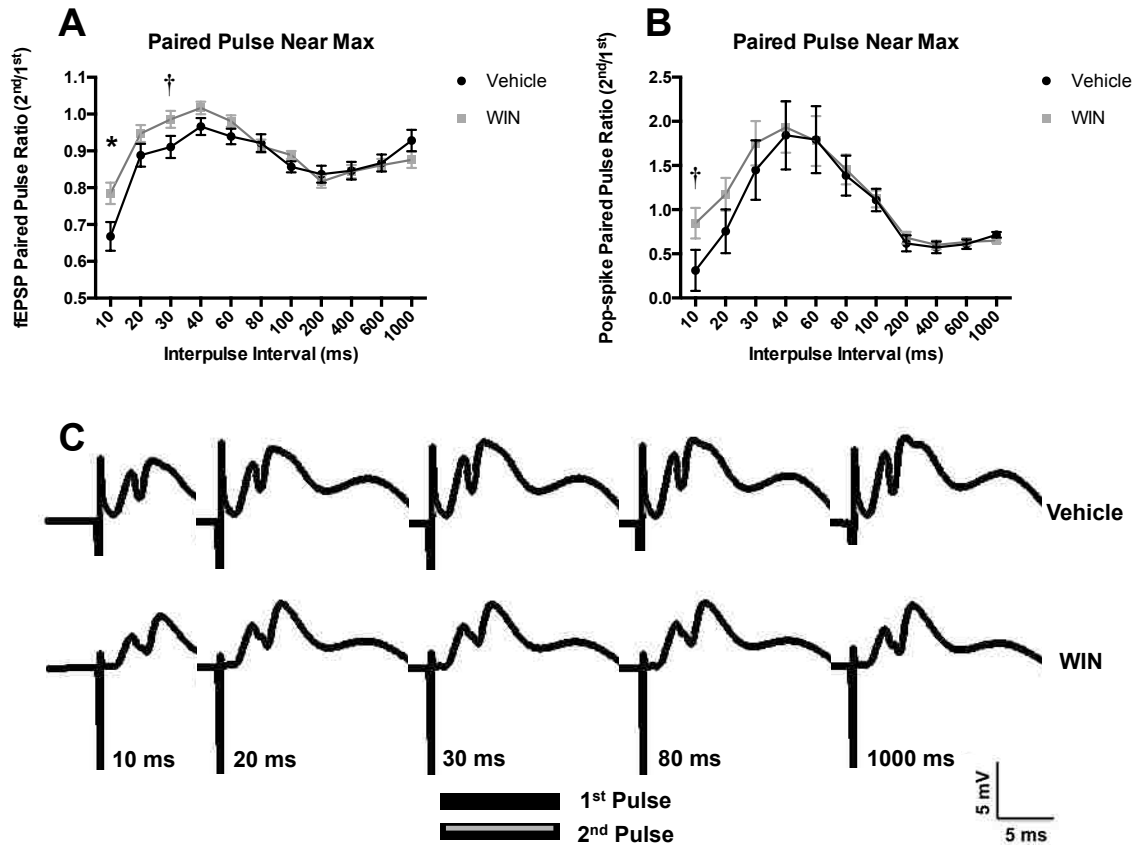 A
Paired Pulse Near Max
†
*
fEPSP Paired Pulse Ratio (2nd/1st)
1.1
1.0
0.9
0.8
0.7
0.6
0.5
10 20 30 40 60 80 100 200 400 600 1000
Interpulse Interval (ms)
Vehicle
WIN
B
Paired Pulse Near Max
†
Pop-spike Paired Pulse Ratio (2nd/1st)
2.5
2.0
1.5
1.0
0.5
0.0
10 20 30 40 60 80 100 200 400 600 1000
Interpulse Interval (ms)
Vehicle
WIN
C
Vehicle
WIN
10 ms 20 ms 30 ms 80 ms 1000 ms
1st Pulse
2nd Pulse
5 mV
5 ms